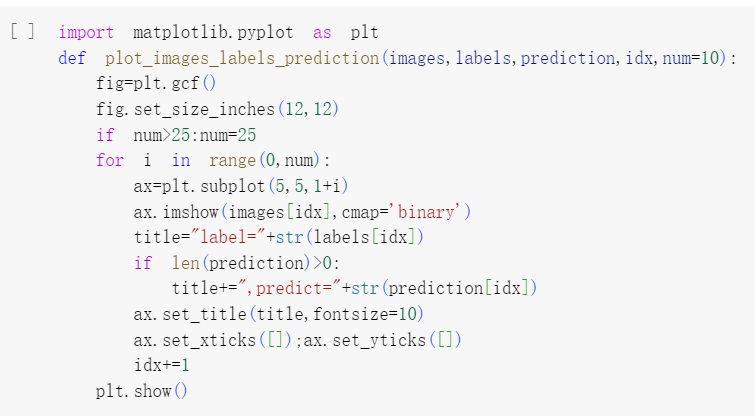 [ ] import matplotlib.pyplot as plt
def plot_images_labels_prediction(images,labels,prediction,idx,num=10):
    fig=plt.gcf()
    fig.set_size_inches(12,12)
    if num>25:num=25
    for i in range(0,num):
        ax=plt.subplot(5,5,1+i)
        ax.imshow(images[idx],cmap='binary')
        title="label="+str(labels[idx])
        if len(prediction)>0:
            title+=",predict="+str(prediction[idx])
        ax.set_title(title,fontsize=10)
        ax.set_xticks([]);ax.set_yticks([])
        idx+=1
    plt.show()